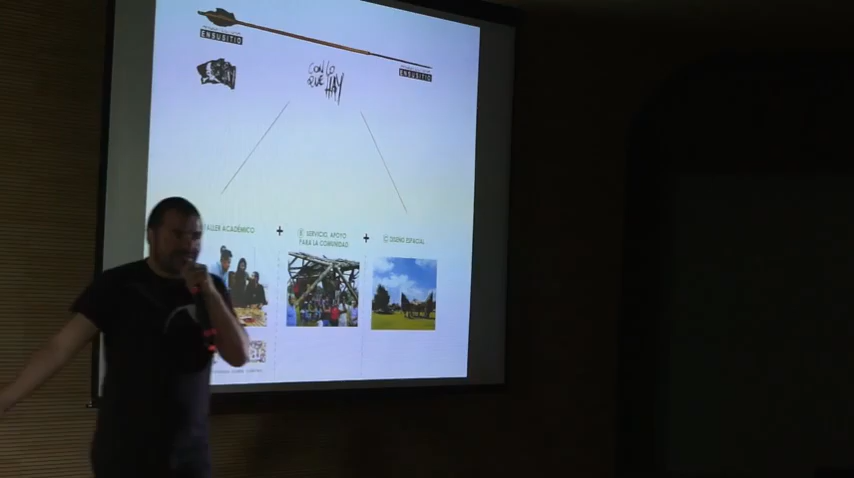 ENSUSITIO
CON LO
QUE HAY
ENSUSITIO
TALLER ACADÉMICO
+
B SERVICIO, APOYO
PARA LA COMUNIDAD
+
C DISEÑO ESPACIAL